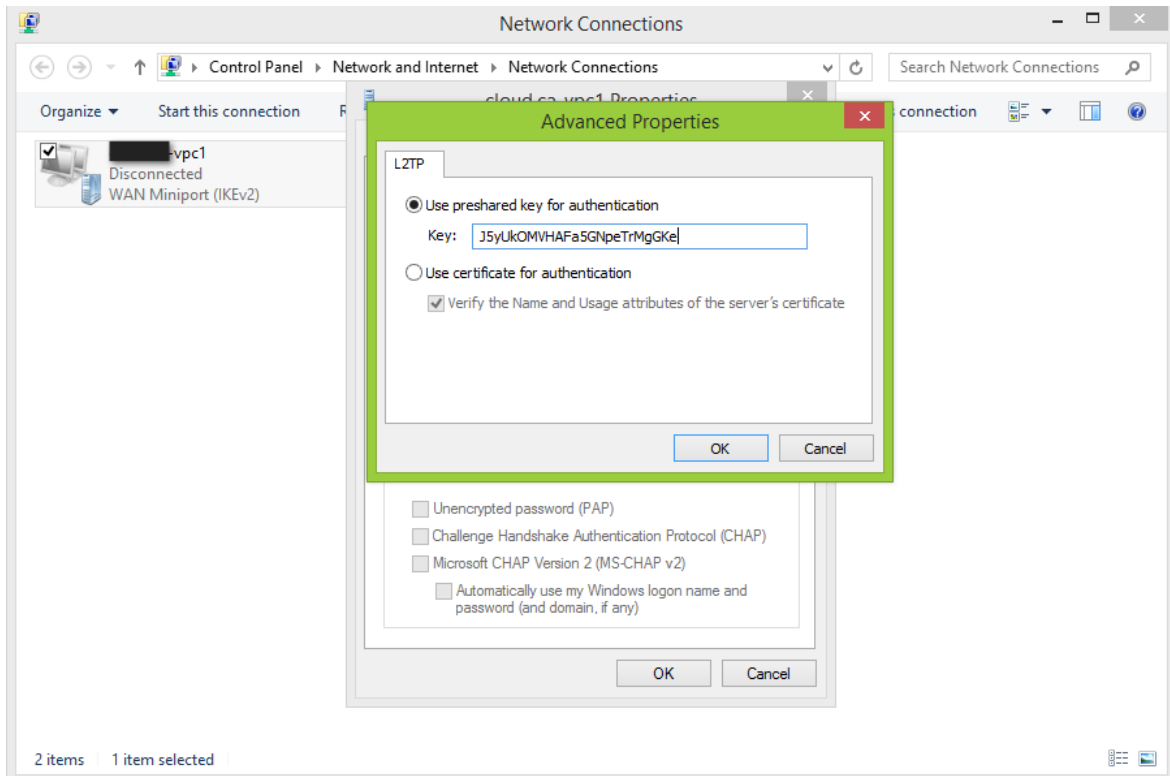 Network Connections
Control Panel Network and Internet Network Connections
Search Network Connections
Organize Start this connection
connection
cloud.ca-vpc1 Properties
-vpc1
Disconnected
WAN Miniport (IKEv2)
Advanced Properties
L2TP
Use preshared key for authentication
Key: J5yUkOMVHAFa5GNpeTrMgGKe
Use certificate for authentication
Verify the Name and Usage attributes of the server's certificate
OK Cancel
Unencrypted password (PAP)
Challenge Handshake Authentication Protocol (CHAP)
Microsoft CHAP Version 2 (MS-CHAP v2)
Automatically use my Windows logon name and
password (and domain, if any)
OK Cancel
2 items 1 item selected